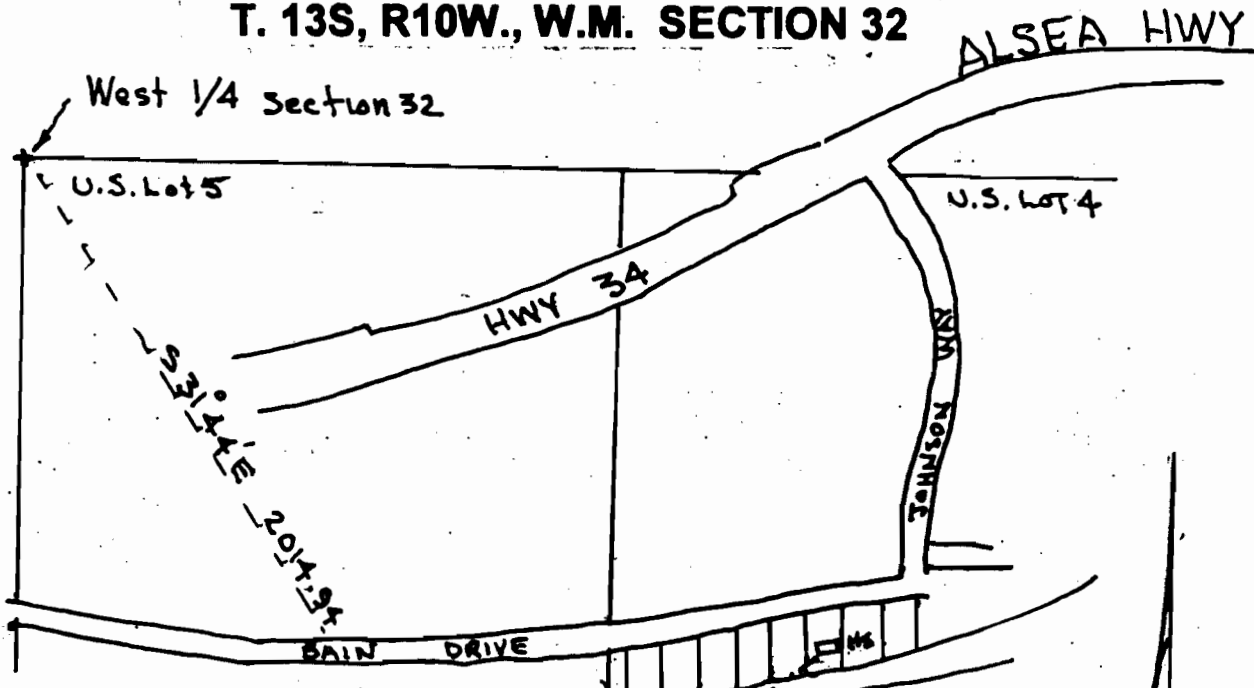 T. 13S, R10W., W.M. SECTION 32
ALSEA HWY
West 1/4 Section 32
U.S. Lot 5
U.S. LOT 4
HWY 34
JOHNSON WAY
S 31° 44' E 2014.94
BAIN DRIVE